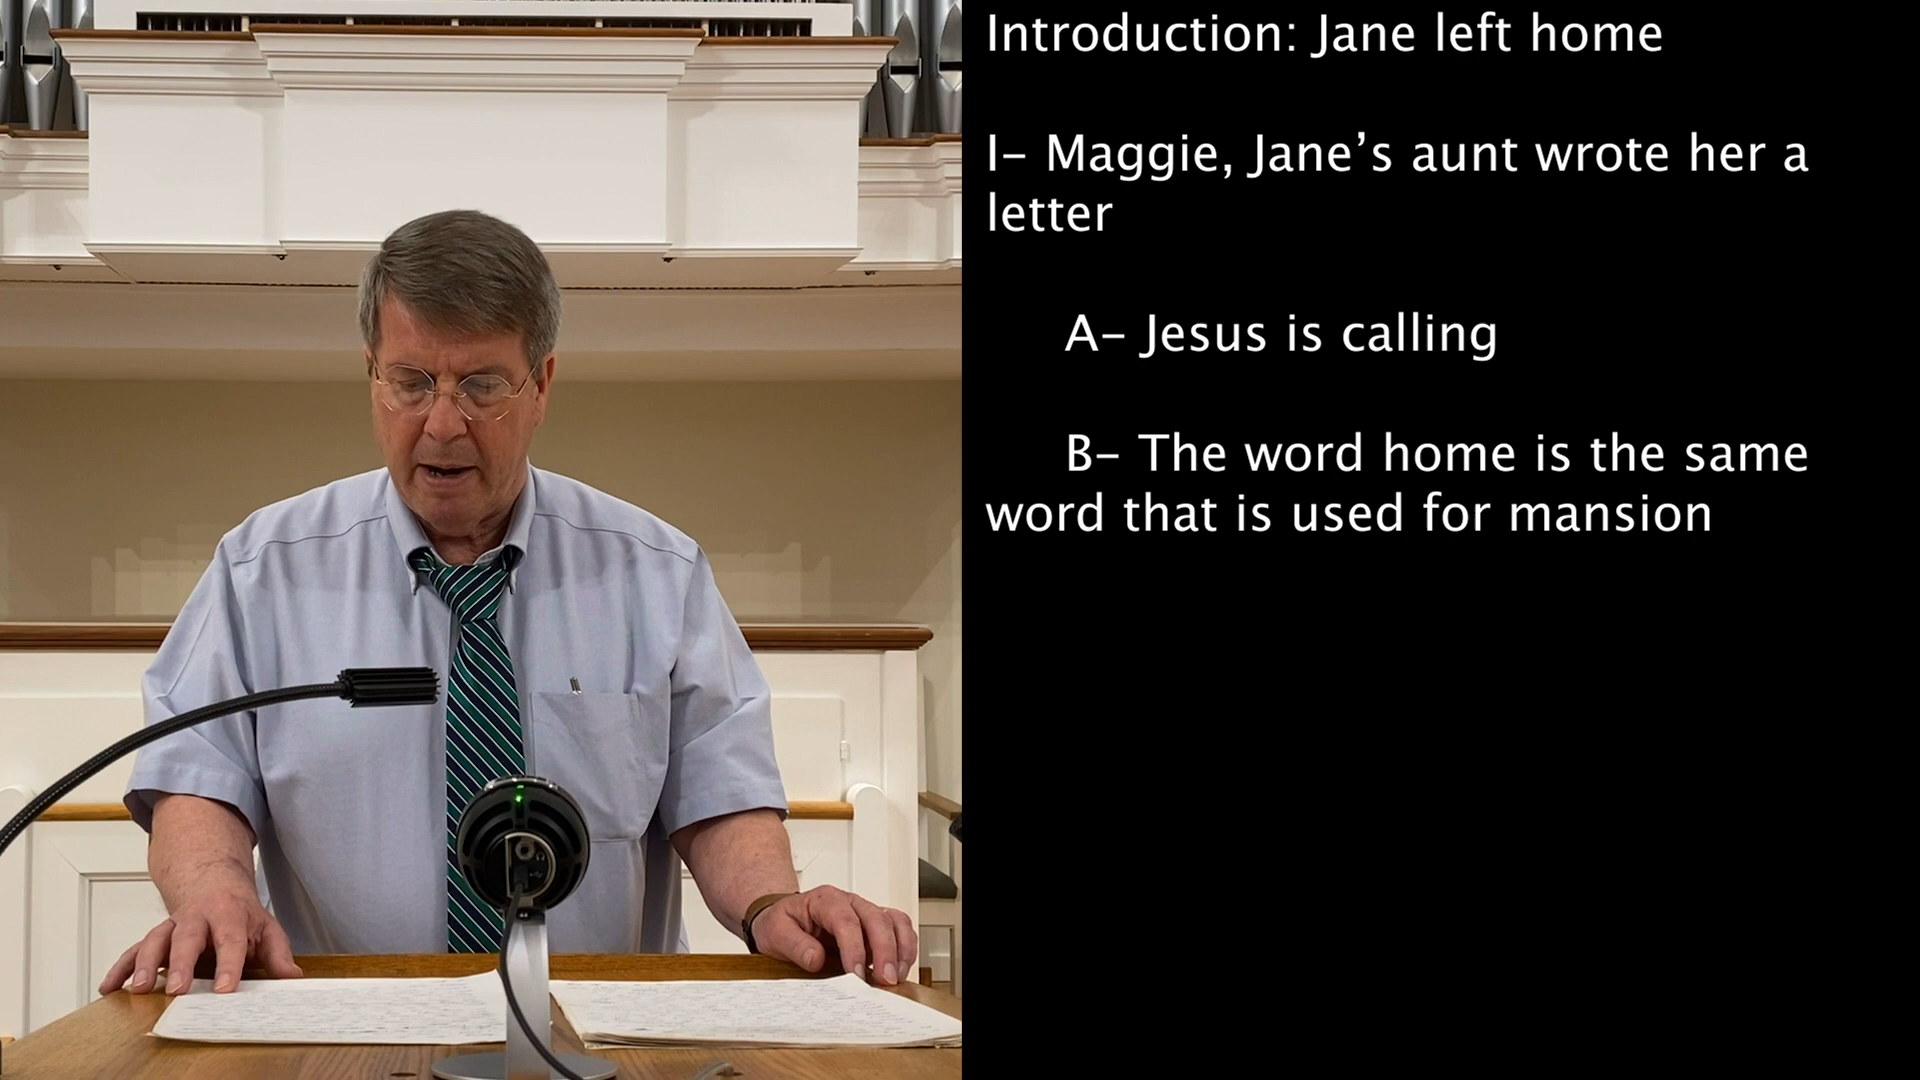 Introduction: Jane left home
I- Maggie, Jane’s aunt wrote her a
letter
A- Jesus is calling
B- The word home is the same
word that is used for mansion